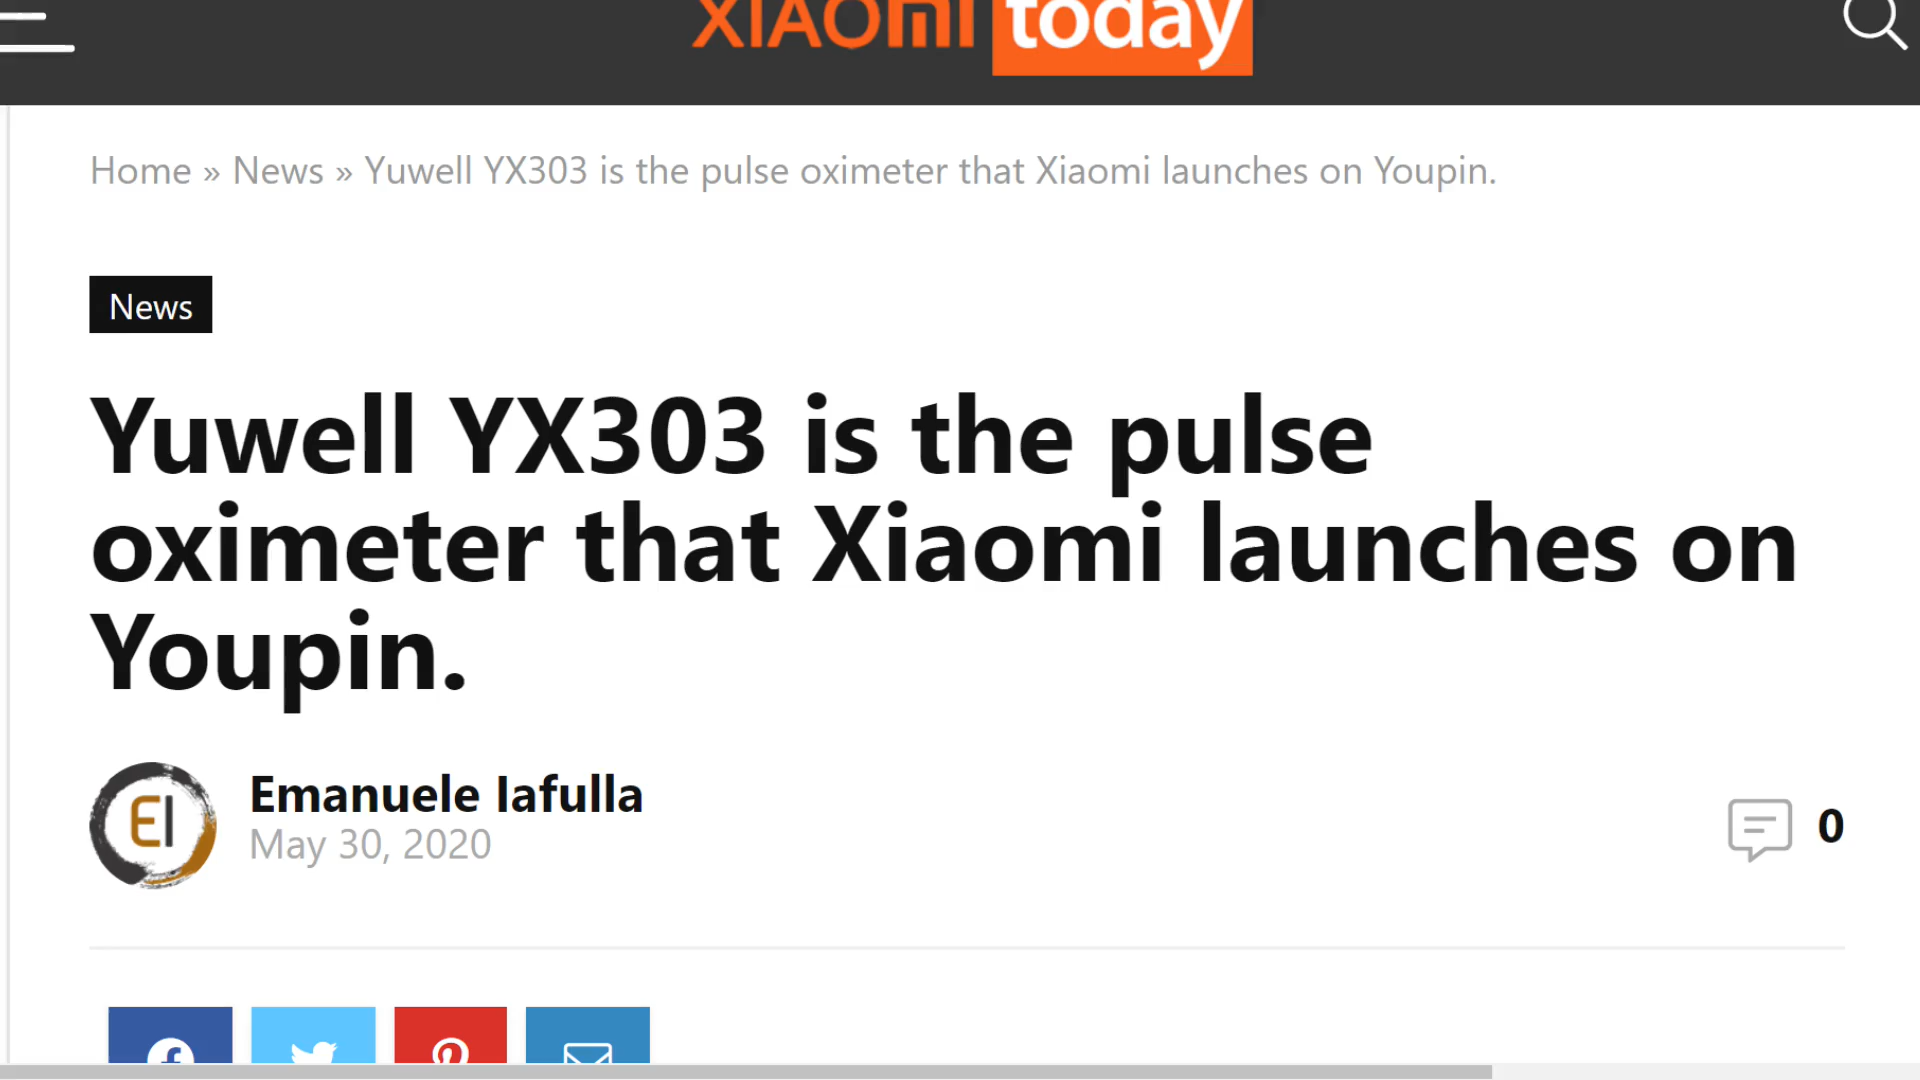 XIAOMI today
Home » News » Yuwell YX303 is the pulse oximeter that Xiaomi launches on Youpin.
News
Yuwell YX303 is the pulse
oximeter that Xiaomi launches on
Youpin.
EI
Emanuele Iafulla
May 30, 2020
0